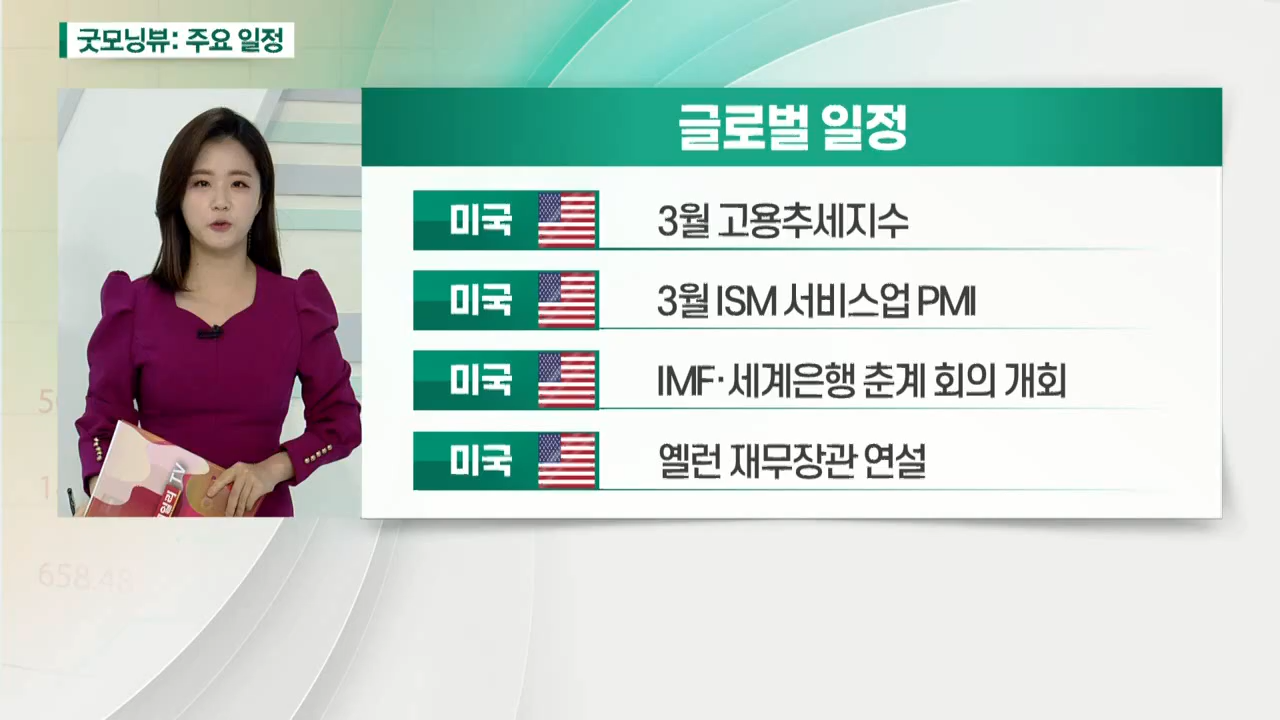 굿모닝뷰: 주요 일정
글로벌 일정
미국 3월 고용추세지수
미국 3월 ISM 서비스업 PMI
미국 IMF·세계은행 춘계 회의 개회
미국 옐런 재무장관 연설
TV
658.48